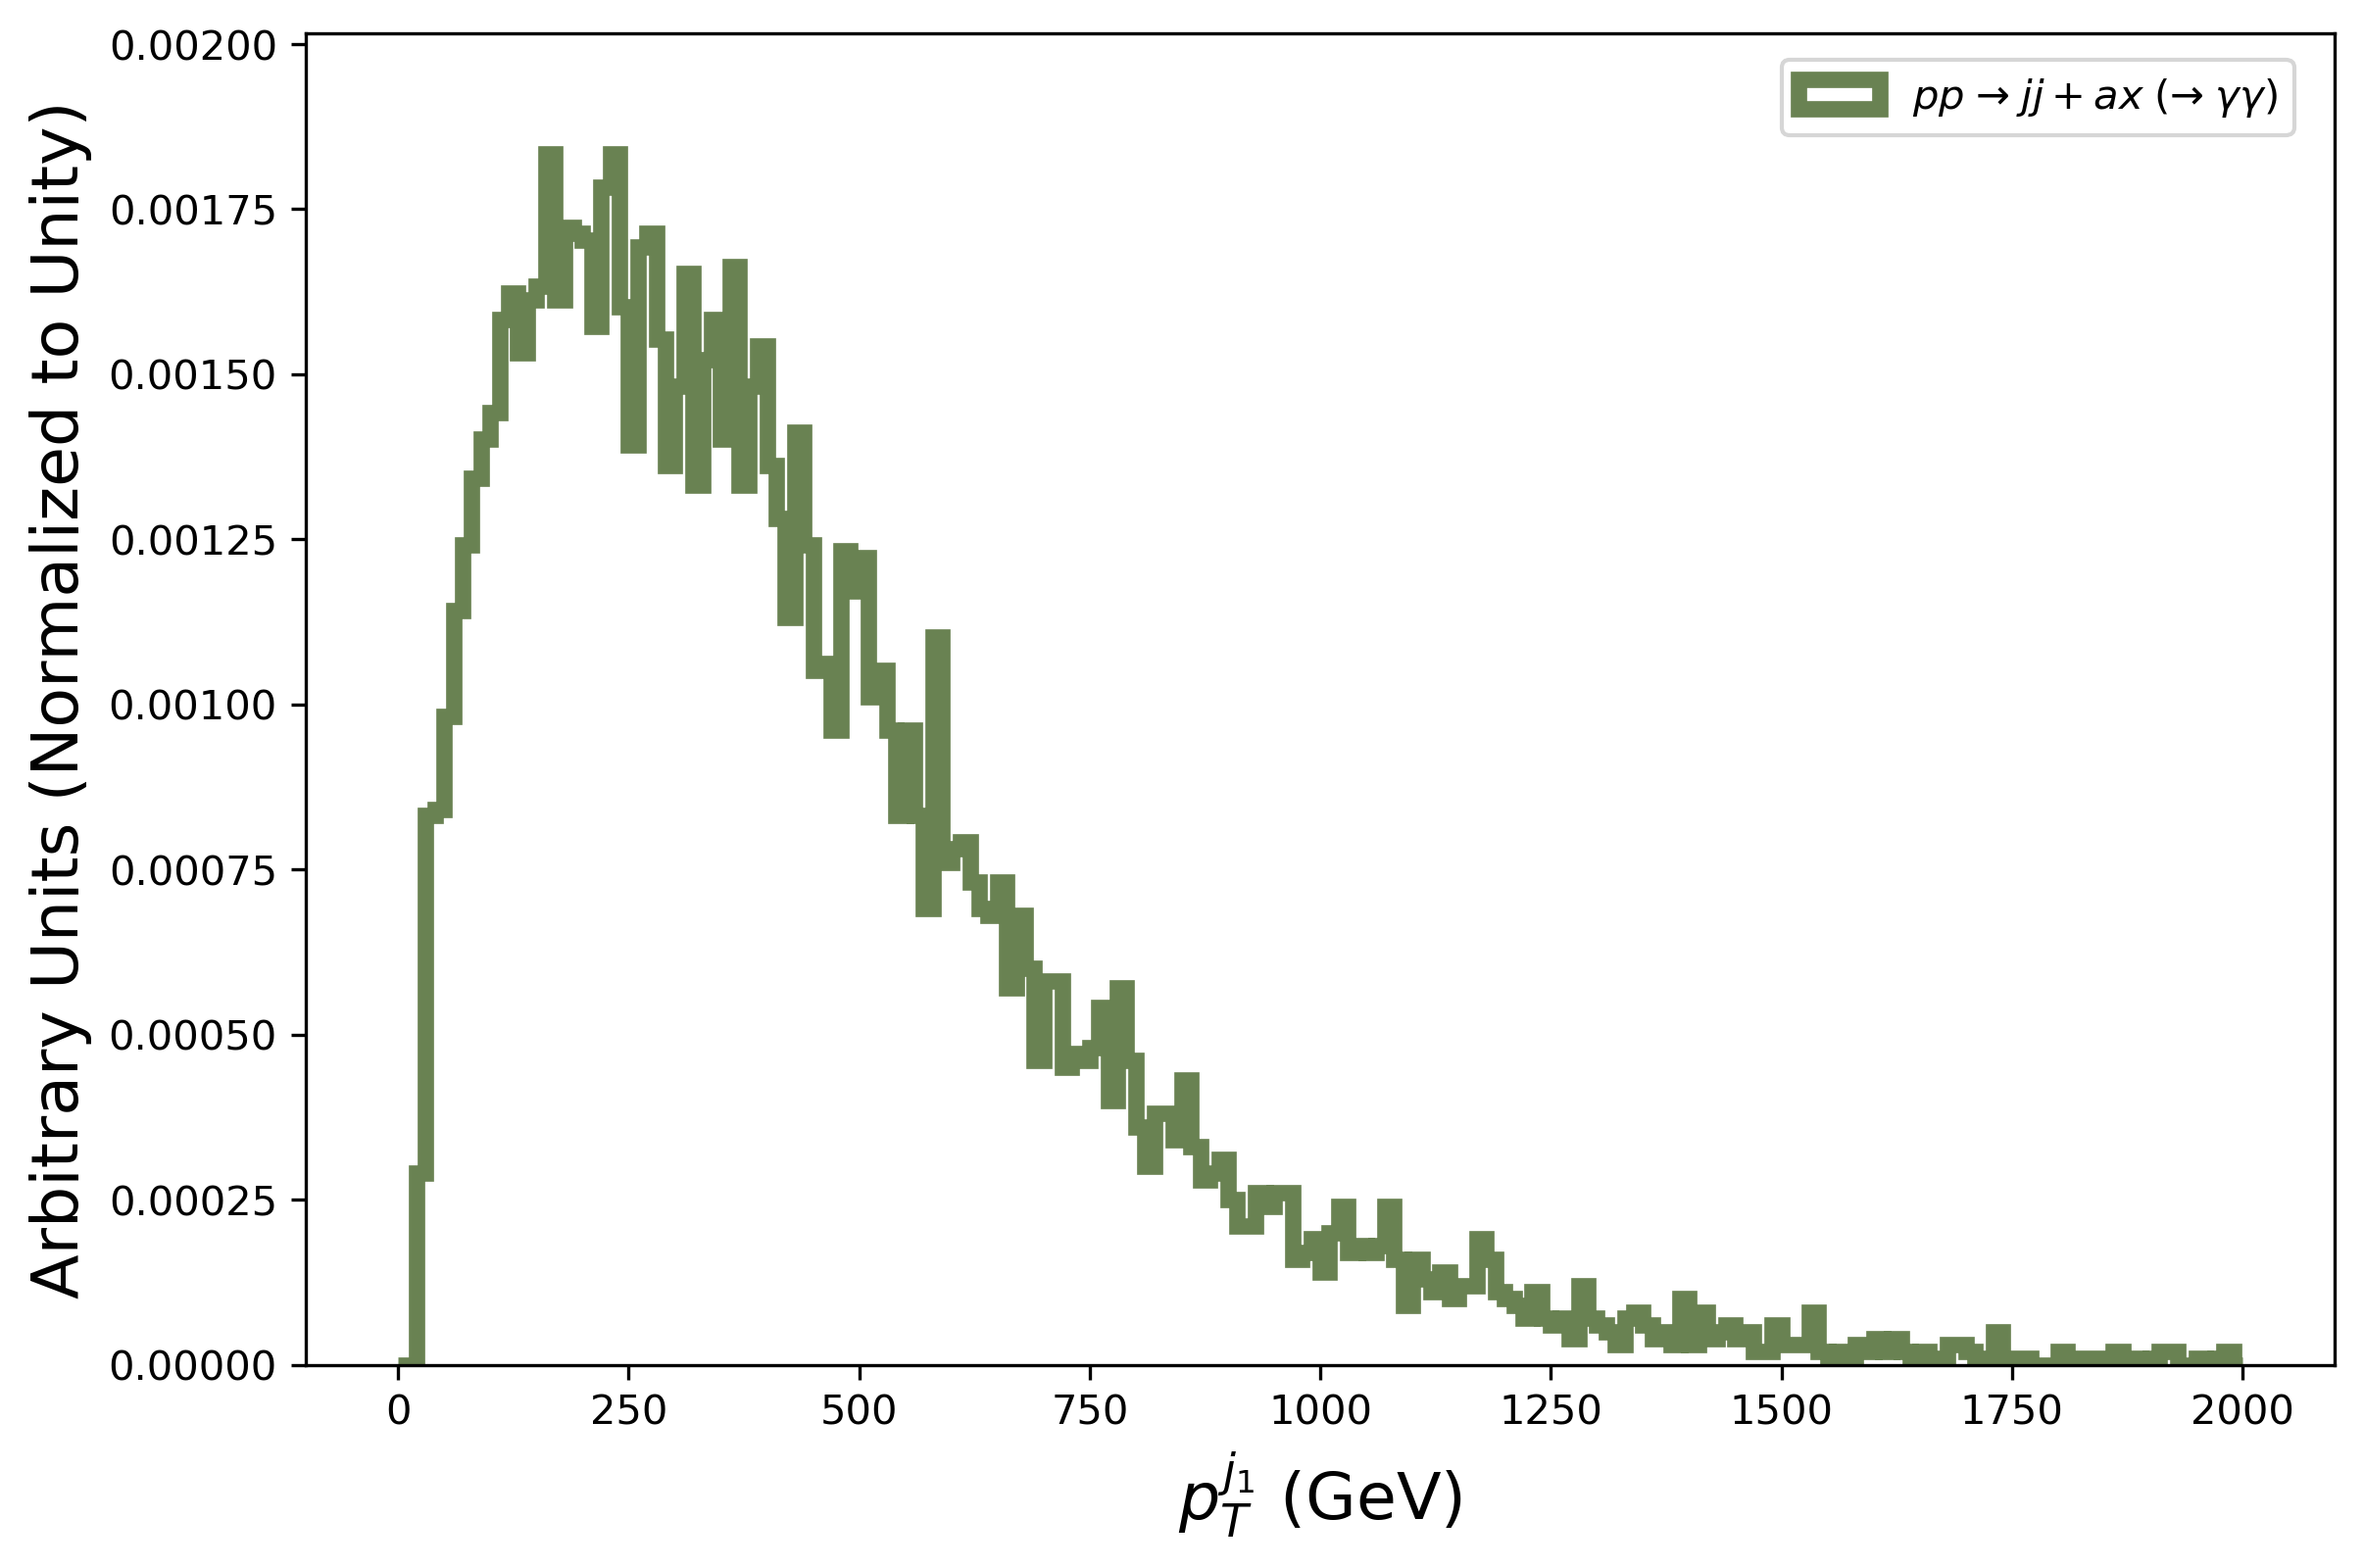 Arbitrary Units (Normalized to Unity)
0.00200
0.00175
0.00150
0.00125
0.00100
0.00075
0.00050
0.00025
0.00000
pp → jj + ax (→ γγ)
0 250 500 750 1000 1250 1500 1750 2000
p_T^{j_1} (GeV)